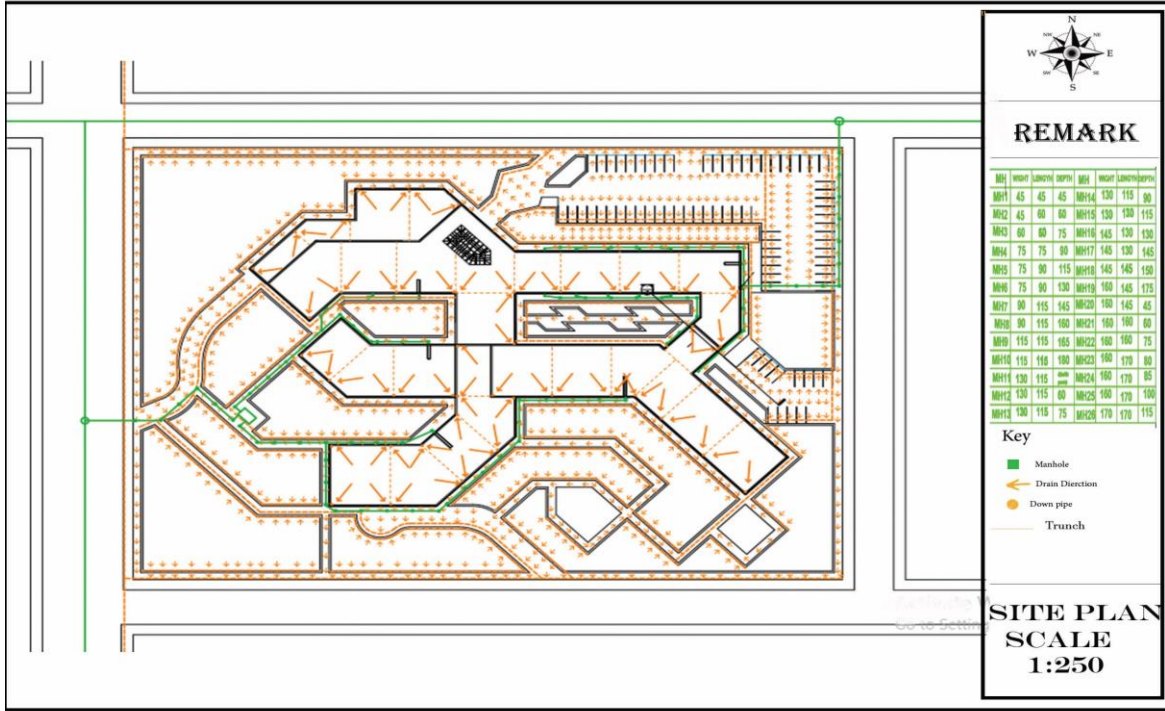 N
NW NE
W E
SW SE
S
REMARK
MH WIGHT LENGTH DEPTH MH WIGHT LENGTH DEPTH
MH1 45 45 45 MH14 130 115 90
MH2 45 60 60 MH15 130 130 115
MH3 60 60 75 MH16 145 130 130
MH4 75 75 90 MH17 145 130 145
MH5 75 90 115 MH18 145 145 150
MH6 75 90 130 MH19 160 145 175
MH7 90 115 145 MH20 160 145 45
MH8 90 115 160 MH21 160 160 60
MH9 115 115 165 MH22 160 160 75
MH10 115 115 180 MH23 160 170 80
MH11 130 115 MH24 160 170 85
MH12 130 115 60 MH25 160 170 100
MH13 130 115 75 MH26 170 170 115
Key
Manhole
Drain Dierction
Down pipe
Trunch
Go to Setting
SITE PLAN
SCALE
1:250